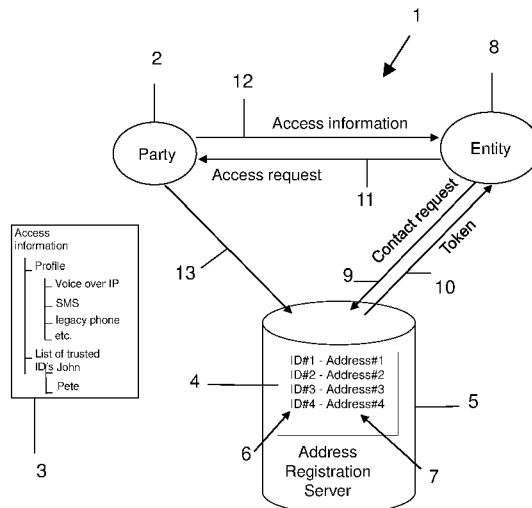 1
8
2
12
Access information
Party
Entity
Access request
11
Contact request
Token
Access
information
Profile
Voice over IP
SMS
legacy phone
etc.
List of trusted
ID's John
Pete
13
9
10
ID#1 - Address#1
ID#2 - Address#2
ID#3 - Address#3
ID#4 - Address#4
4
5
6
7
Address
Registration
Server
3